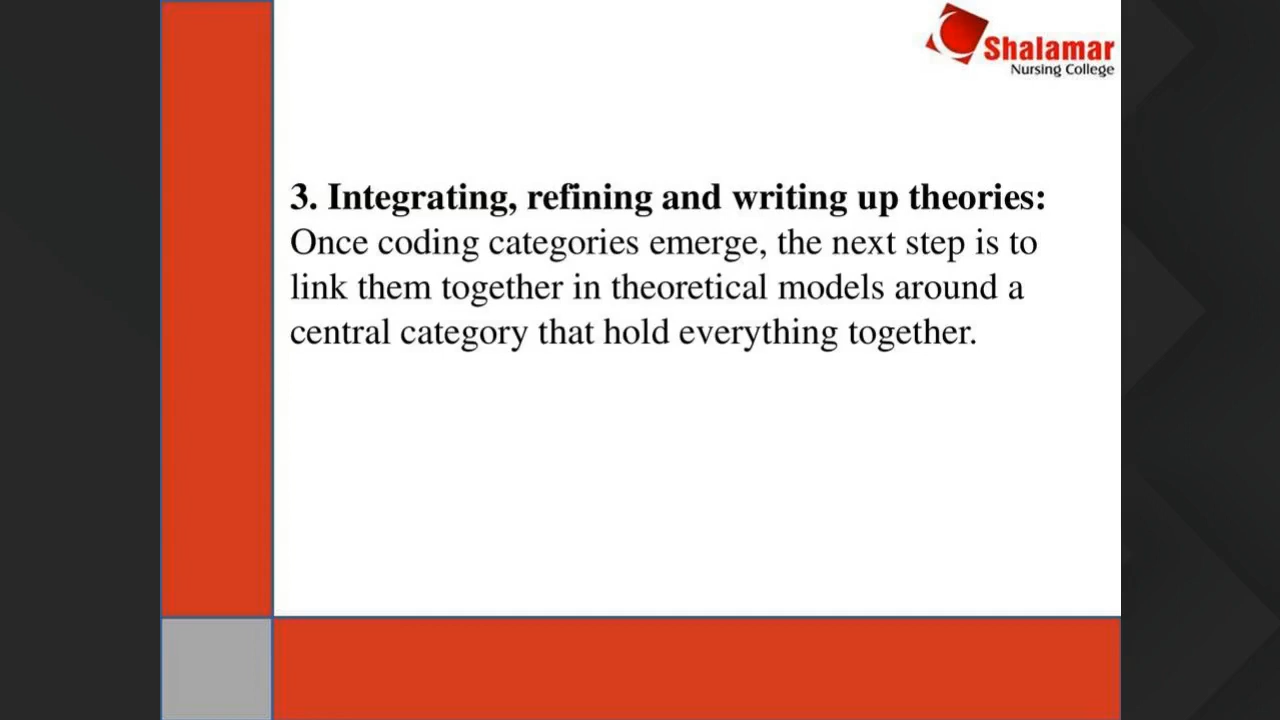 Shalamar
Nursing College
3. Integrating, refining and writing up theories:
Once coding categories emerge, the next step is to
link them together in theoretical models around a
central category that hold everything together.